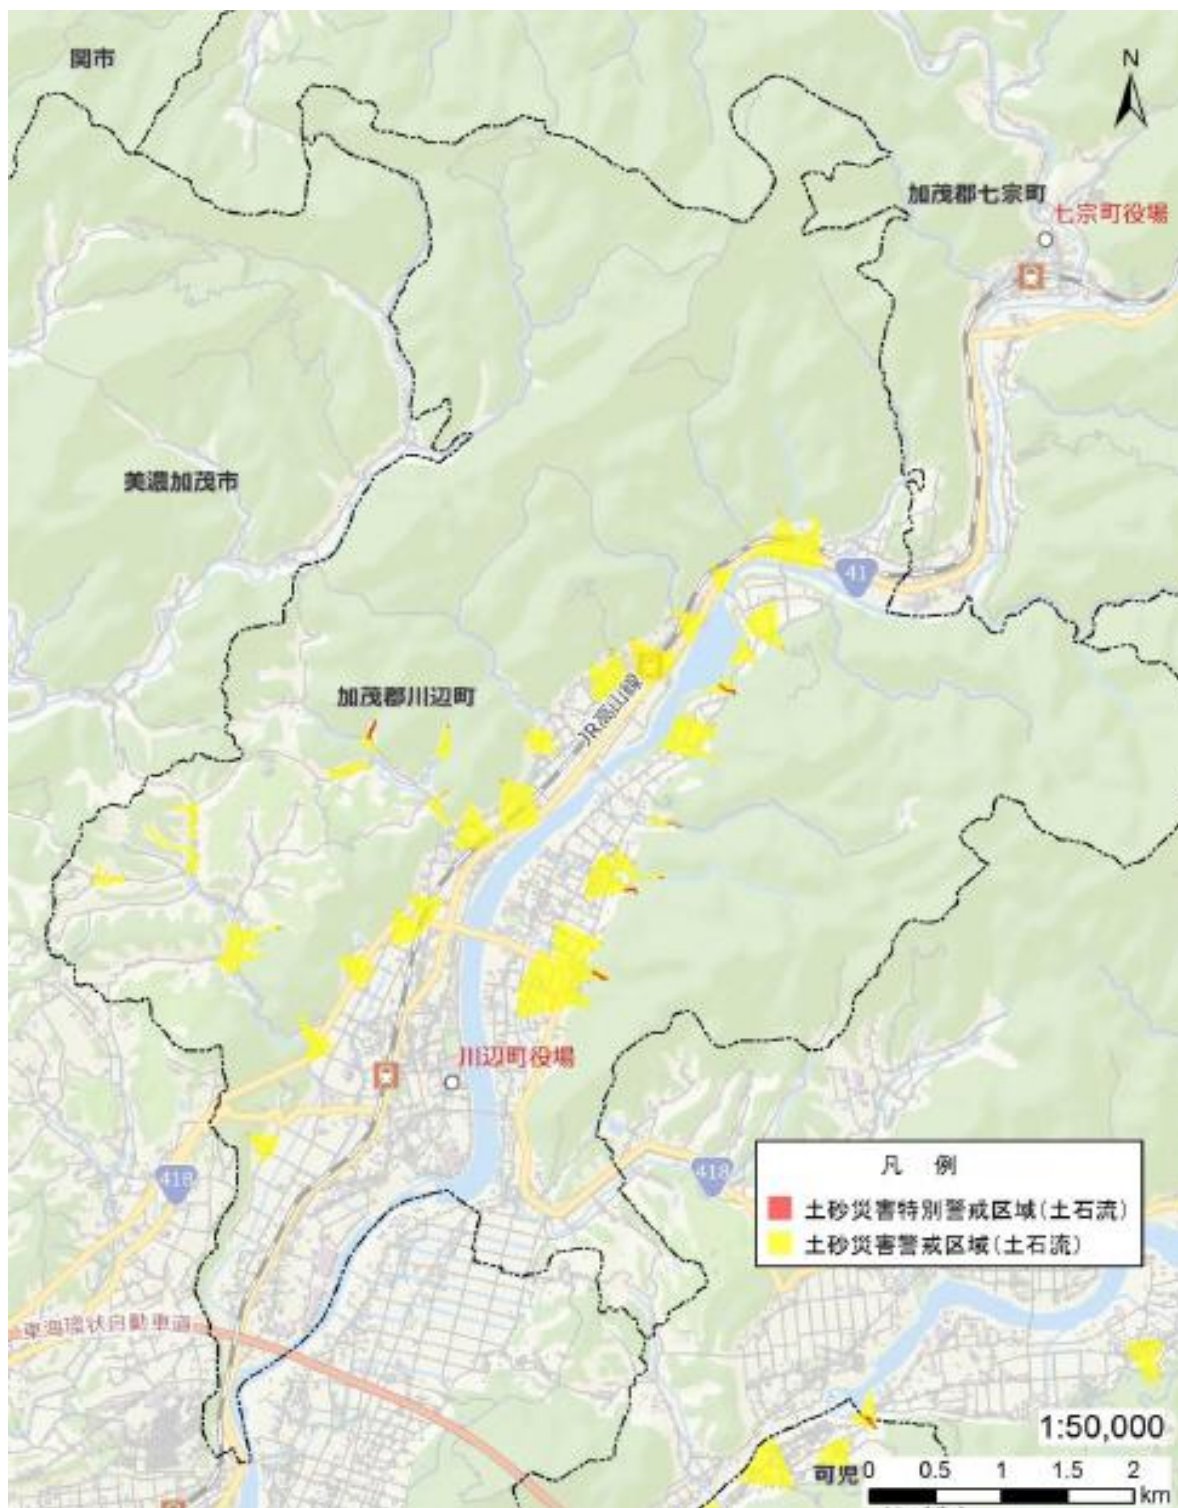 関市
N
加茂郡七宗町
七宗町役場
美濃加茂市
41
JR高山線
加茂郡川辺町
川辺町役場
凡 例
418
418
土砂災害特別警戒区域(土石流)
土砂災害警戒区域(土石流)
東海環状自動車道
1:50,000
可児
0 0.5 1 1.5 2
km